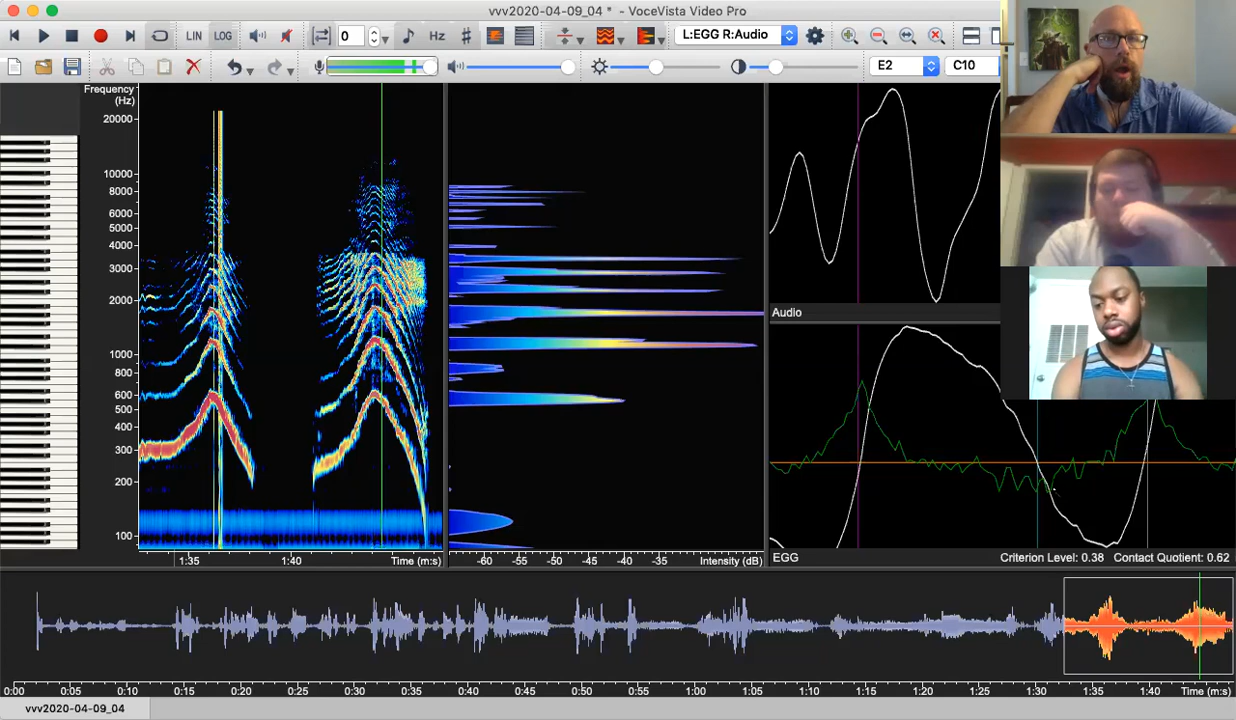 vvv2020-04-09_04 * - VoceVista Video Pro
LIN LOG 0 Hz L:EGG R:Audio
E2 C10
Frequency
(Hz)
20000
10000
8000
6000
4000
3000
2000
1000
800
600
500
400
300
200
100
1:35 1:40 Time (m:s)
-60 -55 -50 -45 -40 -35 Intensity (dB)
Audio
EGG Criterion Level: 0.38 Contact Quotient: 0.62
0:00 0:05 0:10 0:15 0:20 0:25 0:30 0:35 0:40 0:45 0:50 0:55 1:00 1:05 1:10 1:15 1:20 1:25 1:30 1:35 1:40 Time (m:s)
vvv2020-04-09_04